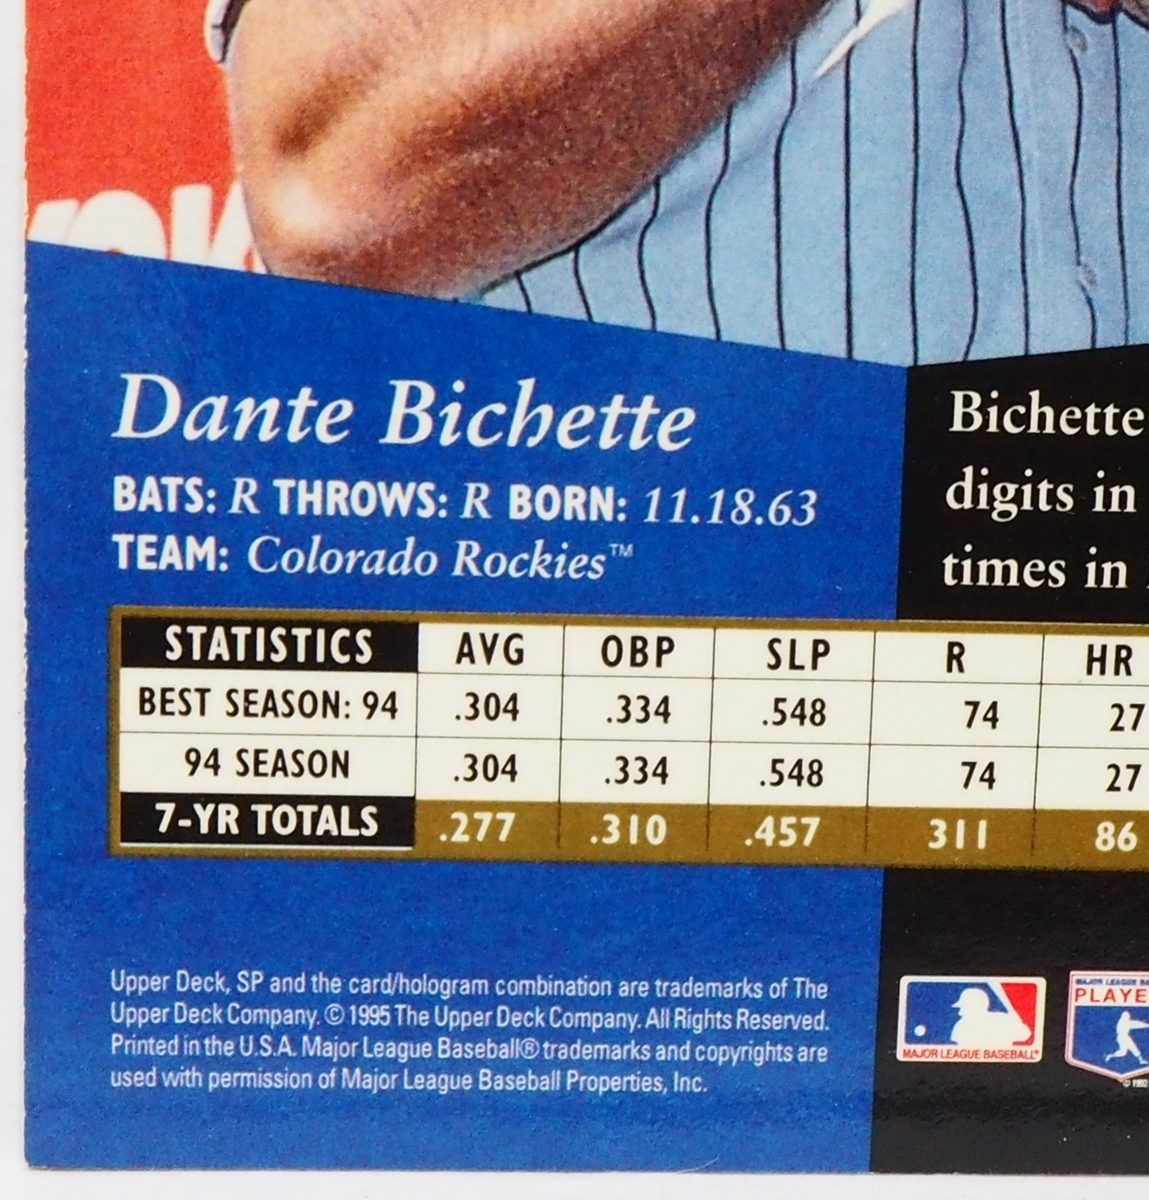 Dante Bichette
BATS: R THROWS: R BORN: 11.18.63
TEAM: Colorado Rockies™
Bichette
digits in
times in
STATISTICS AVG OBP SLP R HR
BEST SEASON: 94 .304 .334 .548 74 27
94 SEASON .304 .334 .548 74 27
7-YR TOTALS .277 .310 .457 311 86
Upper Deck, SP and the card/hologram combination are trademarks of The
Upper Deck Company. © 1995 The Upper Deck Company. All Rights Reserved.
Printed in the U.S.A. Major League Baseball® trademarks and copyrights are
used with permission of Major League Baseball Properties, Inc.
MAJOR LEAGUE BASEBALL
MAJOR LEAGUE
PLAYE